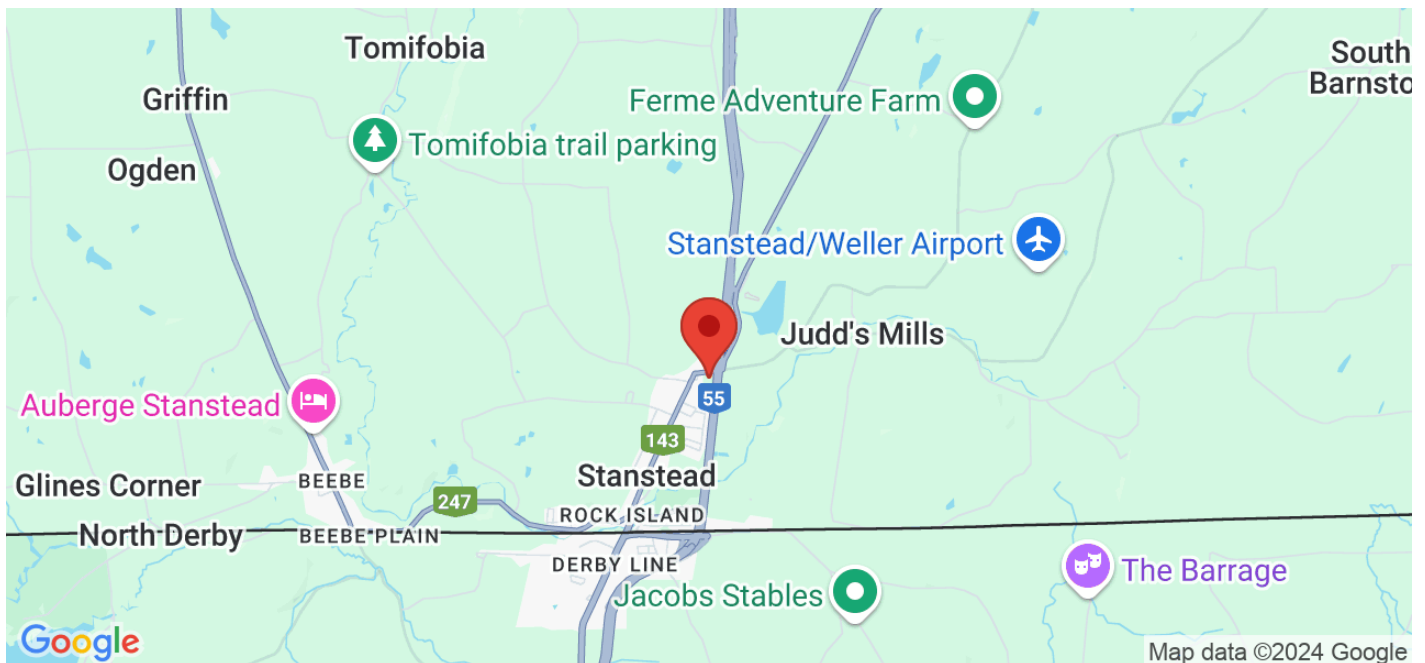 Tomifobia
South
Barnsto
Griffin
Ferme Adventure Farm
Tomifobia trail parking
Ogden
Stanstead/Weller Airport
Judd's Mills
Auberge Stanstead
55
143
Stanstead
BEEBE
Glines Corner
247
ROCK ISLAND
North Derby
BEEBE PLAIN
DERBY LINE
The Barrage
Jacobs Stables
Google
Map data ©2024 Google